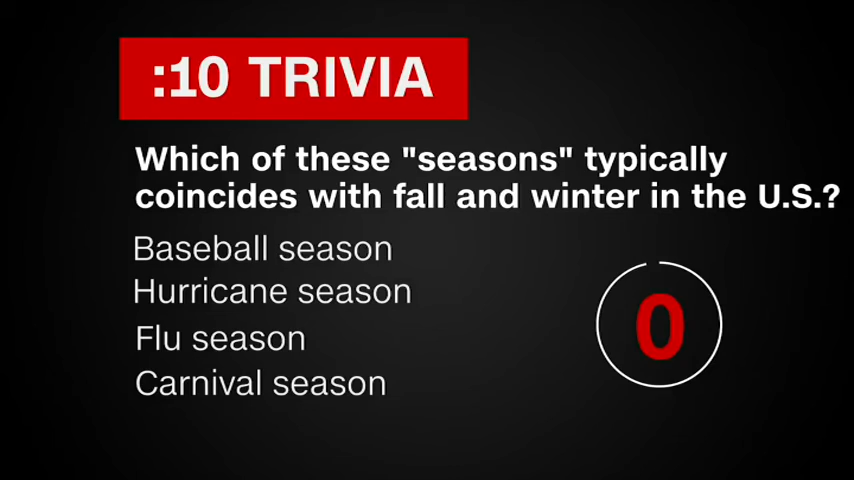 :10 TRIVIA
Which of these "seasons" typically
coincides with fall and winter in the U.S.?
Baseball season
Hurricane season
Flu season
Carnival season
0